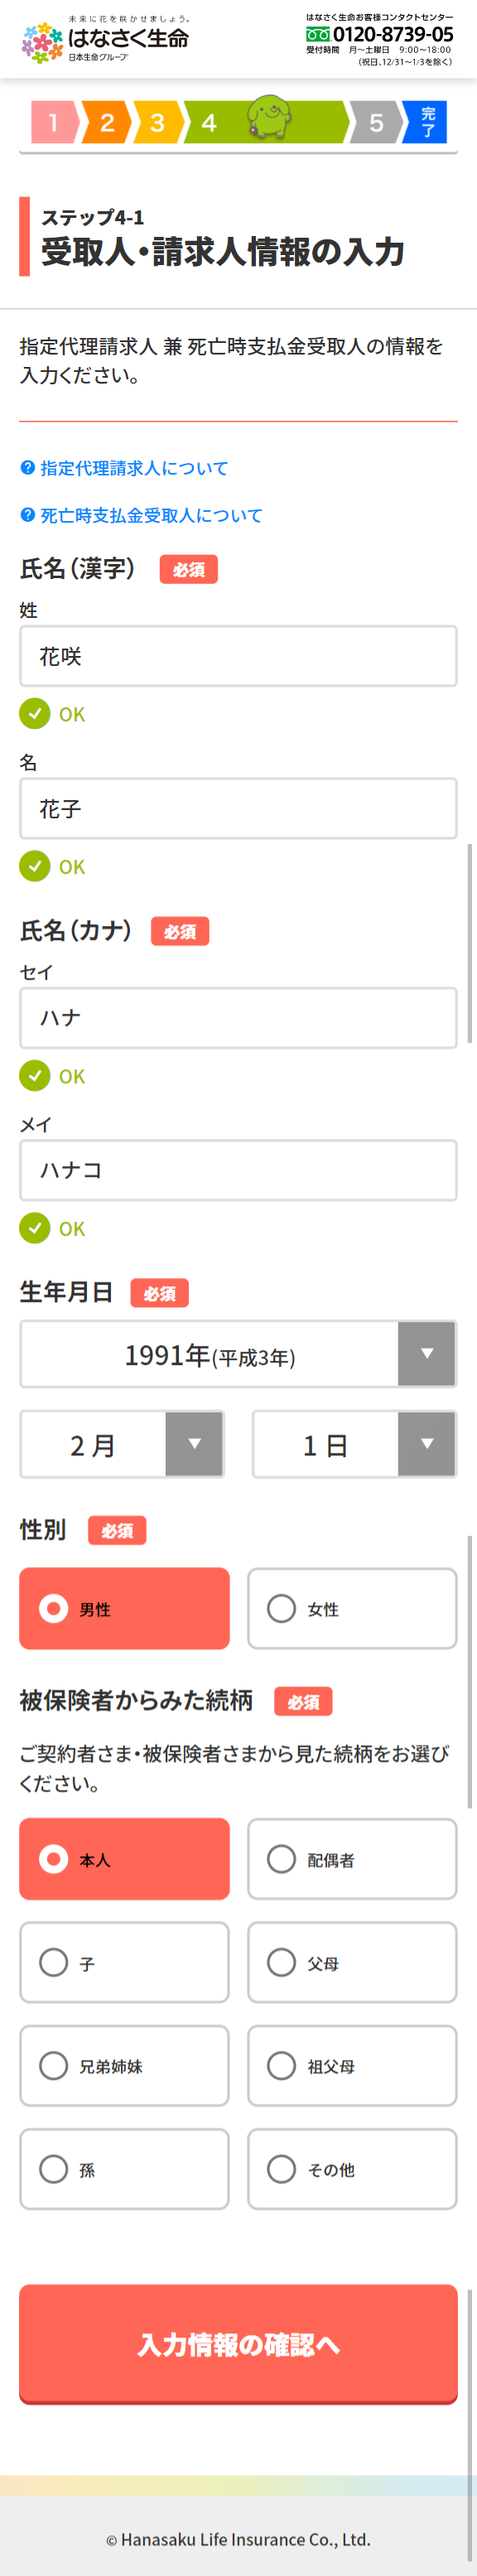 未来に花を咲かせましょう。
はなさく生命
日本生命グループ
はなさく生命お客様コンタクトセンター
0120-8739-05
受付時間 月〜土曜日 9:00〜18:00
(祝日、12/31〜1/3を除く)
1 2 3 4 5 完了
ステップ4-1
受取人・請求人情報の入力
指定代理請求人 兼 死亡時支払金受取人の情報を
入力ください。
? 指定代理請求人について
? 死亡時支払金受取人について
氏名（漢字） 必須
姓
花咲
OK
名
花子
OK
氏名（カナ） 必須
セイ
ハナ
OK
メイ
ハナコ
OK
生年月日 必須
1991年(平成3年) ▼
2 月 ▼ 1 日 ▼
性別 必須
男性 女性
被保険者からみた続柄 必須
ご契約者さま・被保険者さまから見た続柄をお選び
ください。
本人 配偶者
子 父母
兄弟姉妹 祖父母
孫 その他
入力情報の確認へ
© Hanasaku Life Insurance Co., Ltd.